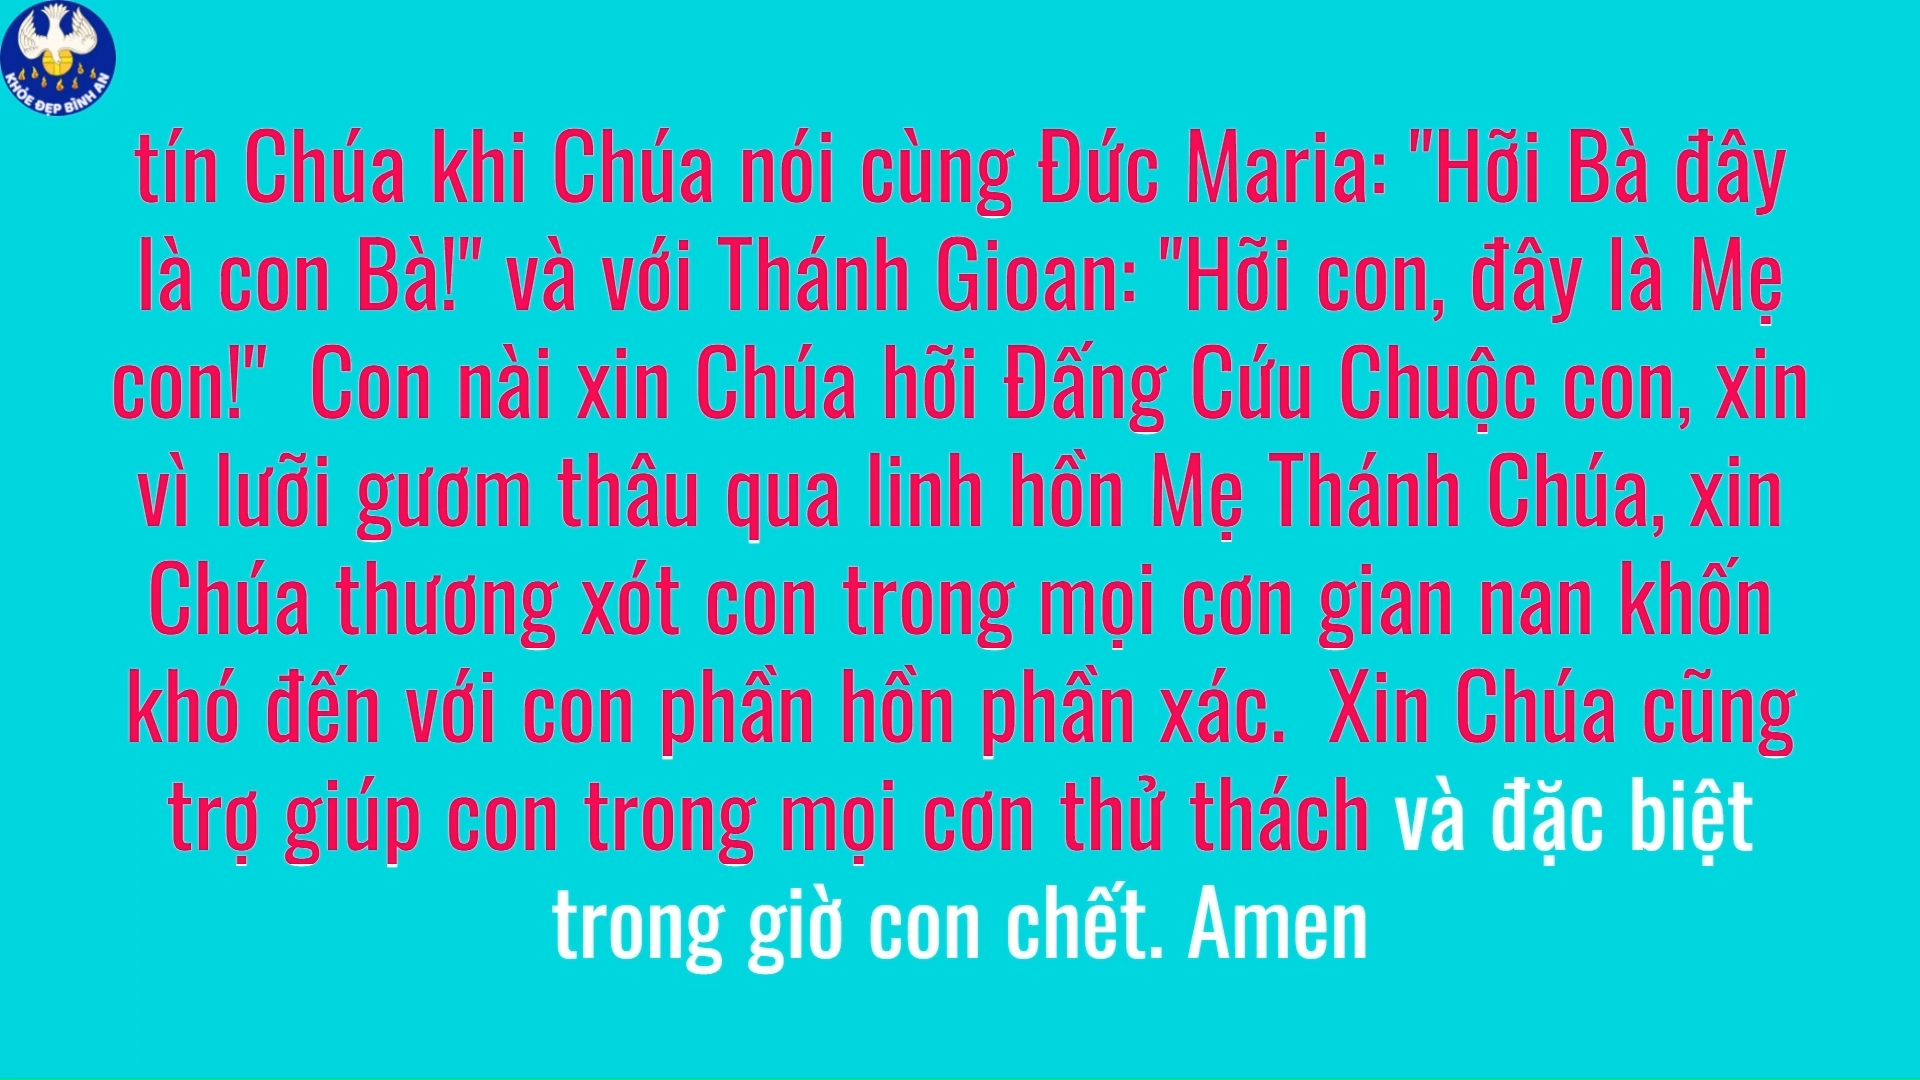 KHỎE ĐẸP BÌNH AN
tín Chúa khi Chúa nói cùng Đức Maria: "Hỡi Bà đây
là con Bà!" và với Thánh Gioan: "Hỡi con, đây là Mẹ
con!"  Con nài xin Chúa hỡi Đấng Cứu Chuộc con, xin
vì lưỡi gươm thâu qua linh hồn Mẹ Thánh Chúa, xin
Chúa thương xót con trong mọi cơn gian nan khốn
khó đến với con phần hồn phần xác.  Xin Chúa cũng
trợ giúp con trong mọi cơn thử thách và đặc biệt
trong giờ con chết. Amen